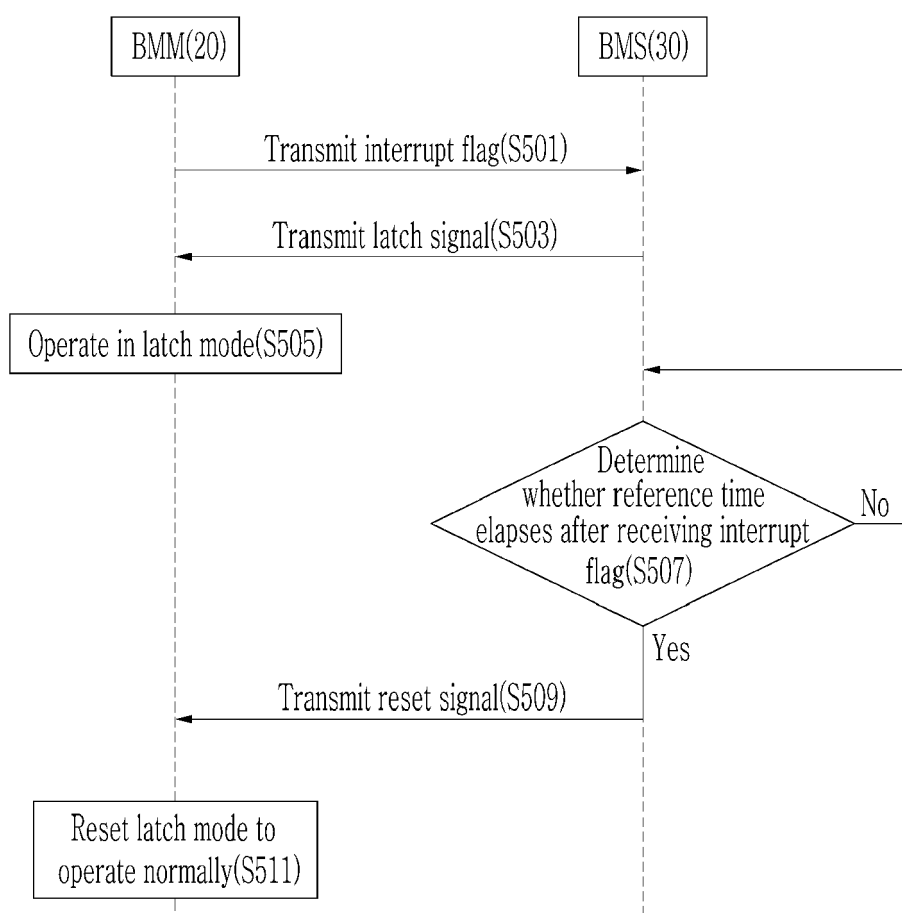 BMM(20)
BMS(30)
Transmit interrupt flag(S501)
Transmit latch signal(S503)
Operate in latch mode(S505)
Determine
whether reference time
elapses after receiving interrupt
flag(S507)
No
Yes
Transmit reset signal(S509)
Reset latch mode to
operate normally(S511)